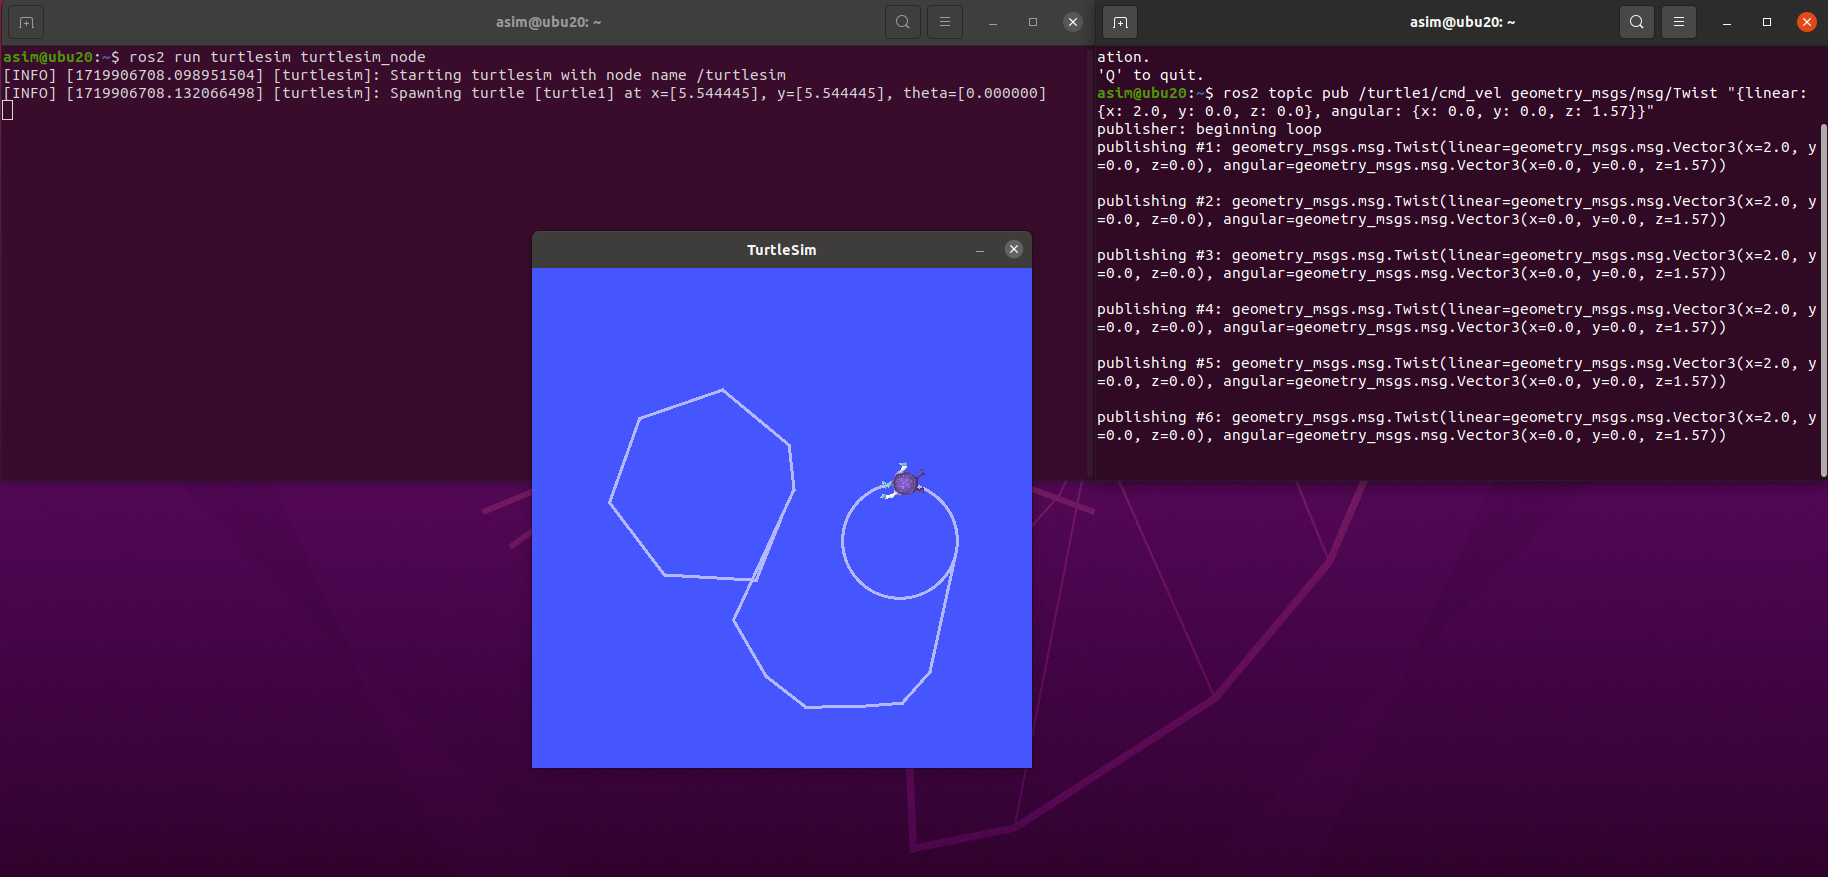 asim@ubu20: ~
asim@ubu20:~$ ros2 run turtlesim turtlesim_node
[INFO] [1719906708.098951504] [turtlesim]: Starting turtlesim with node name /turtlesim
[INFO] [1719906708.132066498] [turtlesim]: Spawning turtle [turtle1] at x=[5.544445], y=[5.544445], theta=[0.000000]
asim@ubu20: ~
ation.
'Q' to quit.
asim@ubu20:~$ ros2 topic pub /turtle1/cmd_vel geometry_msgs/msg/Twist "{linear:
{x: 2.0, y: 0.0, z: 0.0}, angular: {x: 0.0, y: 0.0, z: 1.57}}"
publisher: beginning loop
publishing #1: geometry_msgs.msg.Twist(linear=geometry_msgs.msg.Vector3(x=2.0, y
=0.0, z=0.0), angular=geometry_msgs.msg.Vector3(x=0.0, y=0.0, z=1.57))
publishing #2: geometry_msgs.msg.Twist(linear=geometry_msgs.msg.Vector3(x=2.0, y
=0.0, z=0.0), angular=geometry_msgs.msg.Vector3(x=0.0, y=0.0, z=1.57))
publishing #3: geometry_msgs.msg.Twist(linear=geometry_msgs.msg.Vector3(x=2.0, y
=0.0, z=0.0), angular=geometry_msgs.msg.Vector3(x=0.0, y=0.0, z=1.57))
publishing #4: geometry_msgs.msg.Twist(linear=geometry_msgs.msg.Vector3(x=2.0, y
=0.0, z=0.0), angular=geometry_msgs.msg.Vector3(x=0.0, y=0.0, z=1.57))
publishing #5: geometry_msgs.msg.Twist(linear=geometry_msgs.msg.Vector3(x=2.0, y
=0.0, z=0.0), angular=geometry_msgs.msg.Vector3(x=0.0, y=0.0, z=1.57))
publishing #6: geometry_msgs.msg.Twist(linear=geometry_msgs.msg.Vector3(x=2.0, y
=0.0, z=0.0), angular=geometry_msgs.msg.Vector3(x=0.0, y=0.0, z=1.57))
TurtleSim